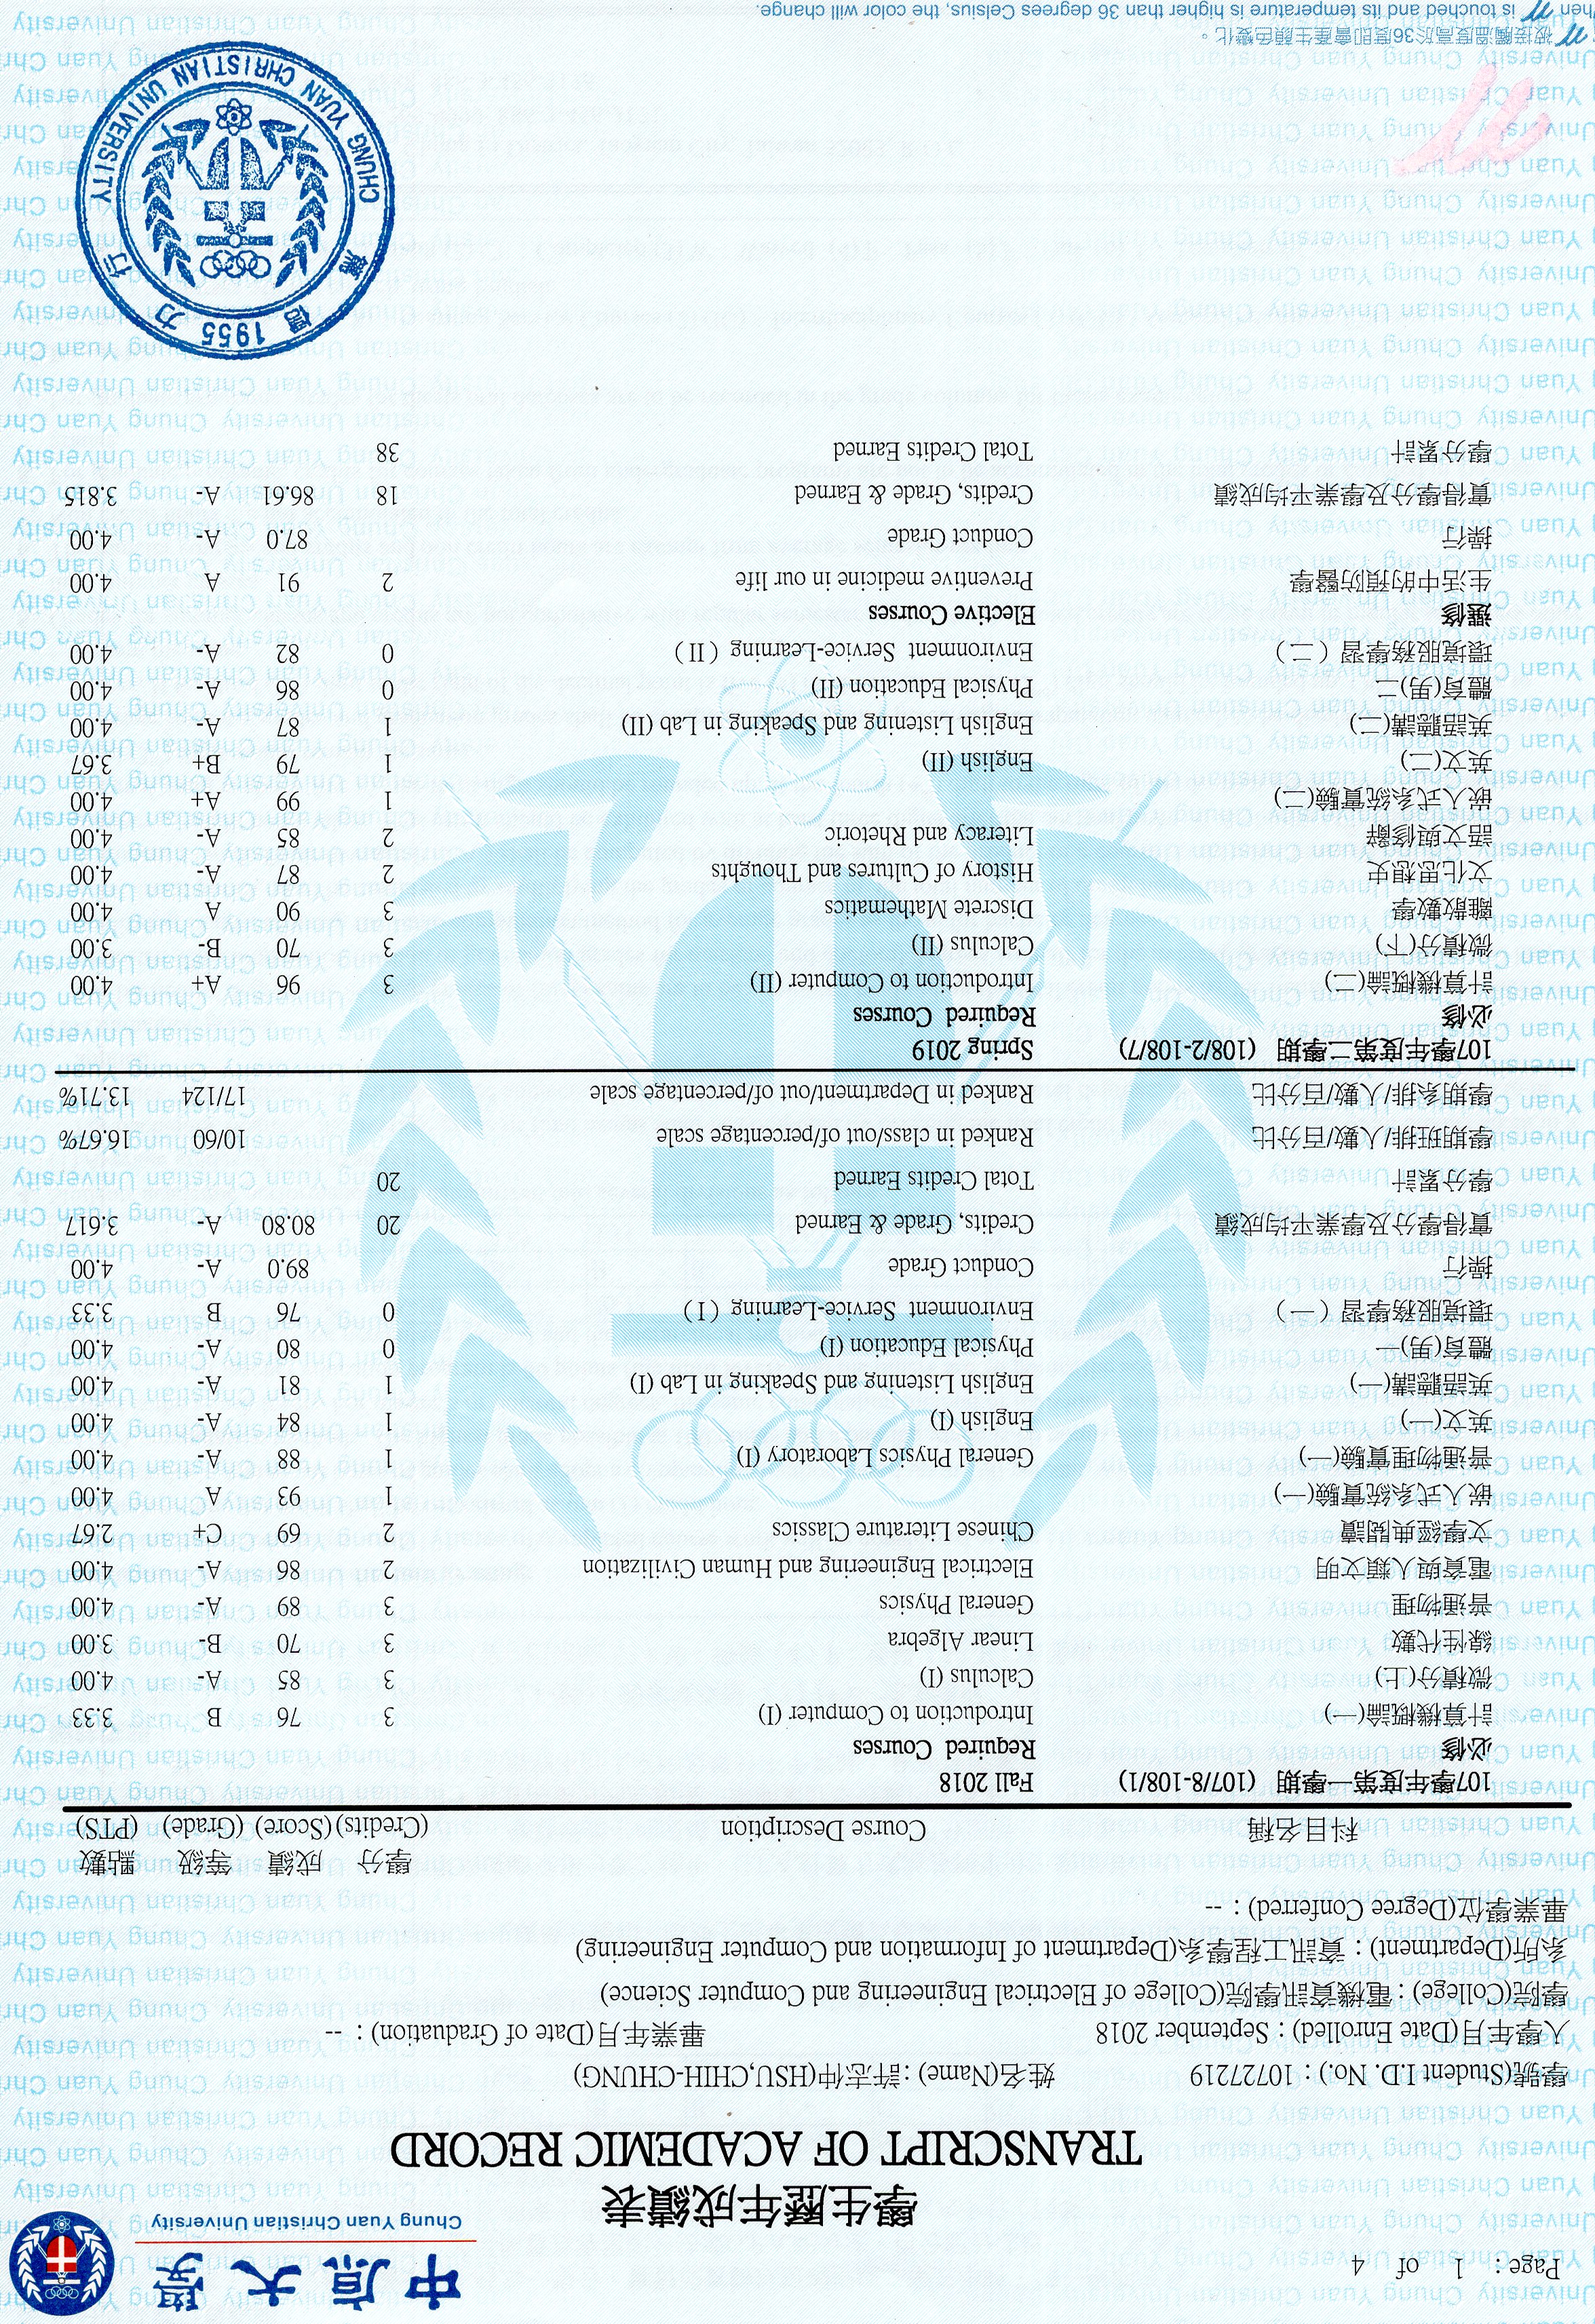 Page : 1 of 4
中原大學
Chung Yuan Christian University
學生歷年成績表
TRANSCRIPT OF ACADEMIC RECORD
學號(Student I.D. No.) : 10727219 姓名(Name) :許志仲(HSU,CHIH-CHUNG)
入學年月(Date Enrolled) : September 2018 畢業年月(Date of Graduation) : --
學院(College) : 電機資訊學院(College of Electrical Engineering and Computer Science)
系所(Department) : 資訊工程學系(Department of Information and Computer Engineering)
畢業學位(Degree Conferred) : --
學分 成績 等級 點數
科目名稱 Course Description (Credits) (Score) (Grade) (PTS)
107學年度第一學期 (107/8-108/1) Fall 2018
必修 Required Courses
計算機概論(一) Introduction to Computer (I) 3 76 B 3.33
微積分(上) Calculus (I) 3 85 A- 4.00
線性代數 Linear Algebra 3 70 B- 3.00
普通物理 General Physics 3 89 A- 4.00
電資與人類文明 Electrical Engineering and Human Civilization 2 86 A- 4.00
文學經典閱讀 Chinese Literature Classics 2 69 C+ 2.67
嵌入式系統實驗(一) 1 93 A 4.00
普通物理實驗(一) General Physics Laboratory (I) 1 88 A- 4.00
英文(一) English (I) 1 84 A- 4.00
英語聽講(一) English Listening and Speaking in Lab (I) 1 81 A- 4.00
體育(男)一 Physical Education (I) 0 80 A- 4.00
環境服務學習（一） Environment Service-Learning（I） 0 76 B 3.33
操行 Conduct Grade 89.0 A- 4.00
實得學分及學業平均成績 Credits, Grade & Earned 20 80.80 A- 3.617
學分累計 Total Credits Earned 20
學期班排/人數/百分比 Ranked in class/out of/percentage scale 10/60 16.67%
學期系排/人數/百分比 Ranked in Department/out of/percentage scale 17/124 13.71%
107學年度第二學期 (108/2-108/7) Spring 2019
必修 Required Courses
計算機概論(二) Introduction to Computer (II) 3 96 A+ 4.00
微積分(下) Calculus (II) 3 70 B- 3.00
離散數學 Discrete Mathematics 3 90 A 4.00
文化思想史 History of Cultures and Thoughts 2 87 A- 4.00
語文與修辭 Literacy and Rhetoric 2 85 A- 4.00
嵌入式系統實驗(二) 1 99 A+ 4.00
英文(二) English (II) 1 79 B+ 3.67
英語聽講(二) English Listening and Speaking in Lab (II) 1 87 A- 4.00
體育(男)二 Physical Education (II) 0 86 A- 4.00
環境服務學習（二） Environment Service-Learning（II） 0 82 A- 4.00
選修 Elective Courses
生活中的預防醫學 Preventive medicine in our life 2 91 A 4.00
操行 Conduct Grade 87.0 A- 4.00
實得學分及學業平均成績 Credits, Grade & Earned 18 86.61 A- 3.815
學分累計 Total Credits Earned 38
篤信力行
1955
CHUNG YUAN CHRISTIAN UNIVERSITY
被接觸溫度高於36度即會產生顏色變化。
hen is touched and its temperature is higher than 36 degrees Celsius, the color will change.